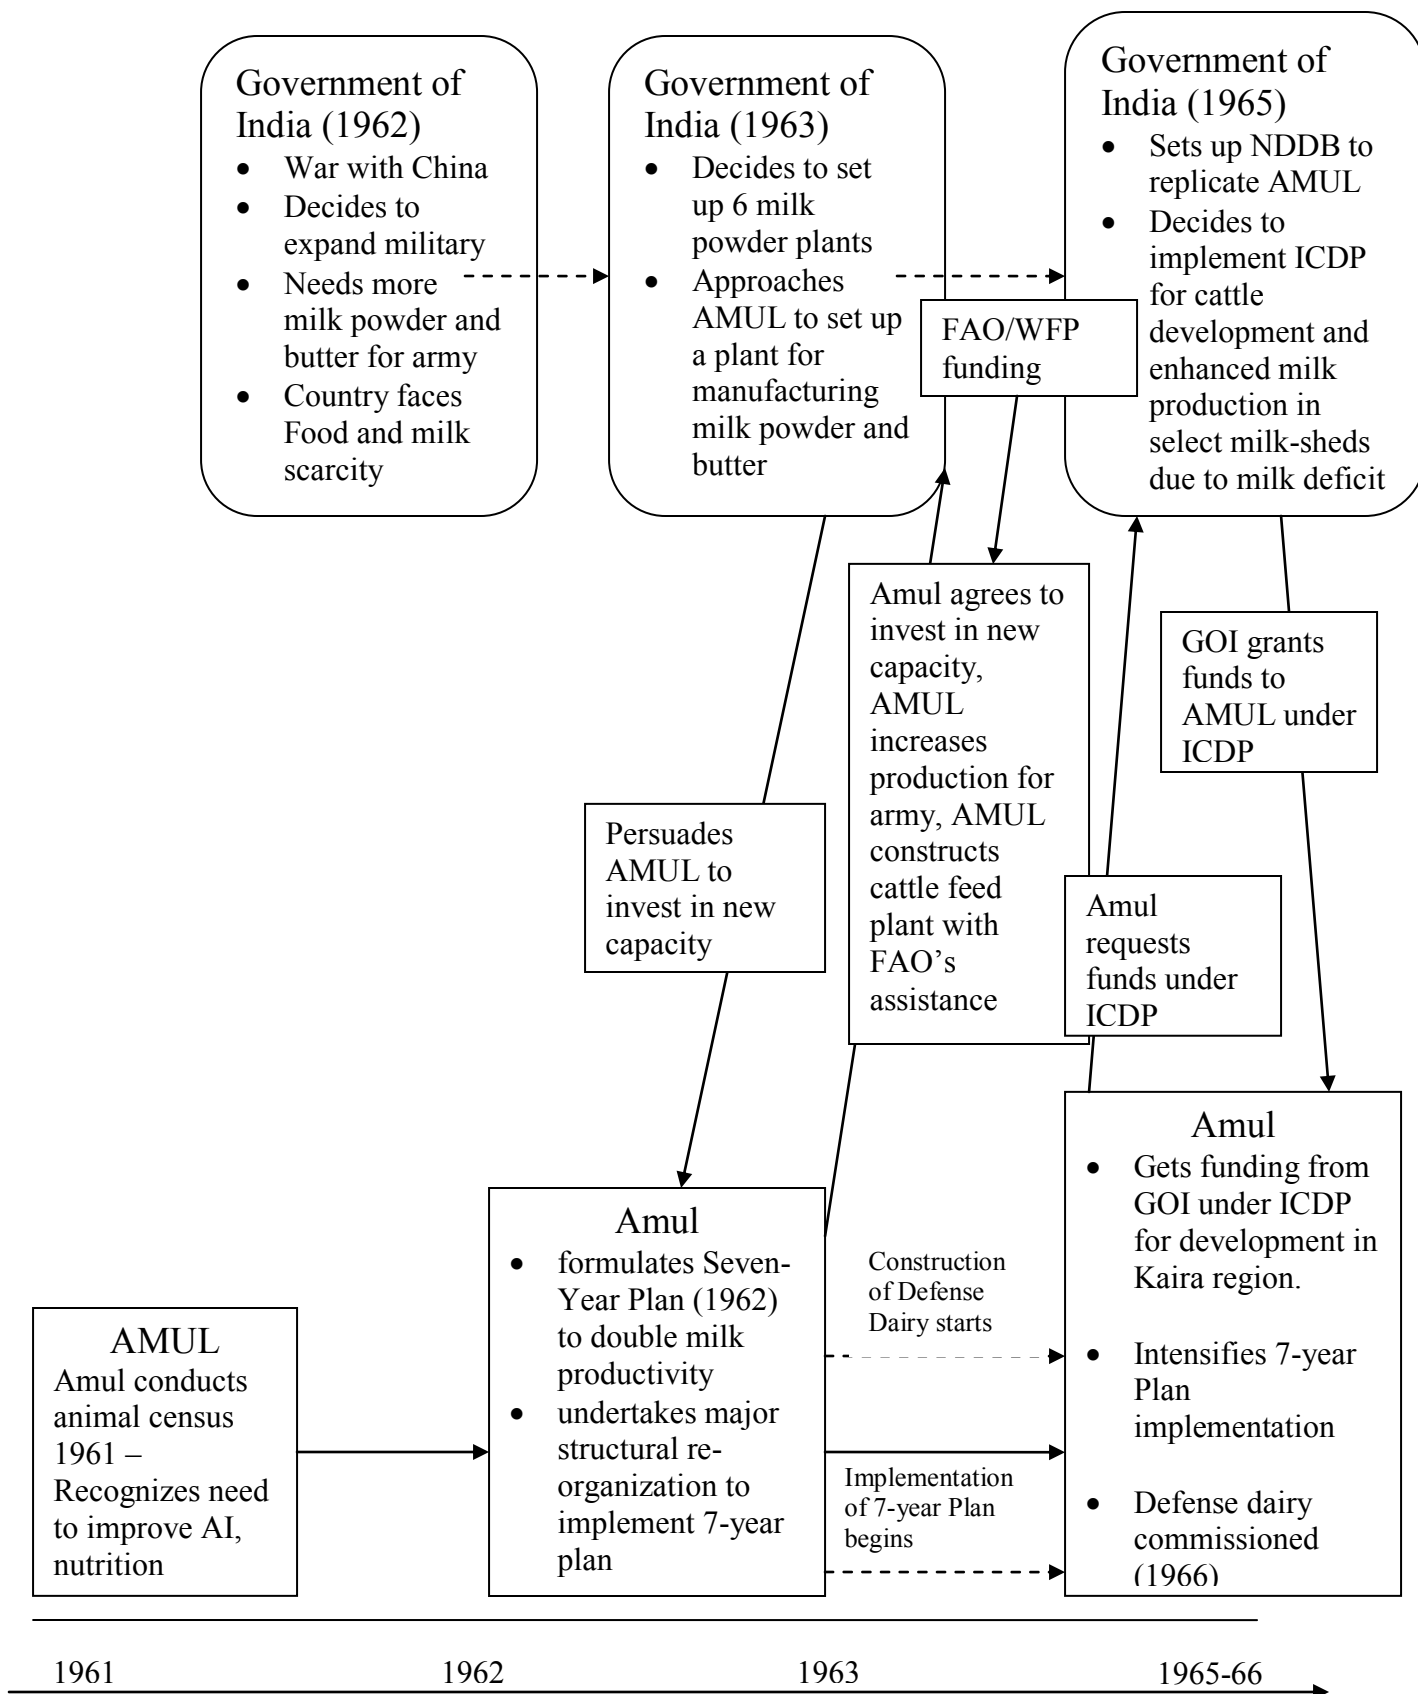 Government of
India (1962)
• War with China
• Decides to
expand military
• Needs more
milk powder and
butter for army
• Country faces
Food and milk
scarcity
Government of
India (1963)
• Decides to set
up 6 milk
powder plants
• Approaches
AMUL to set up
a plant for
manufacturing
milk powder and
butter
Government of
India (1965)
• Sets up NDDB to
replicate AMUL
• Decides to
implement ICDP
for cattle
development and
enhanced milk
production in
select milk-sheds
due to milk deficit
FAO/WFP
funding
Persuades
AMUL to
invest in new
capacity
Amul agrees to
invest in new
capacity,
AMUL
increases
production for
army, AMUL
constructs
cattle feed
plant with
FAO’s
assistance
Amul
requests
funds under
ICDP
GOI grants
funds to
AMUL under
ICDP
AMUL
Amul conducts
animal census
1961 –
Recognizes need
to improve AI,
nutrition
Amul
• formulates Seven-
Year Plan (1962)
to double milk
productivity
• undertakes major
structural re-
organization to
implement 7-year
plan
Construction
of Defense
Dairy starts
Implementation
of 7-year Plan
begins
Amul
• Gets funding from
GOI under ICDP
for development in
Kaira region.
• Intensifies 7-year
Plan
implementation
• Defense dairy
commissioned
(1966)
1961 1962 1963 1965-66